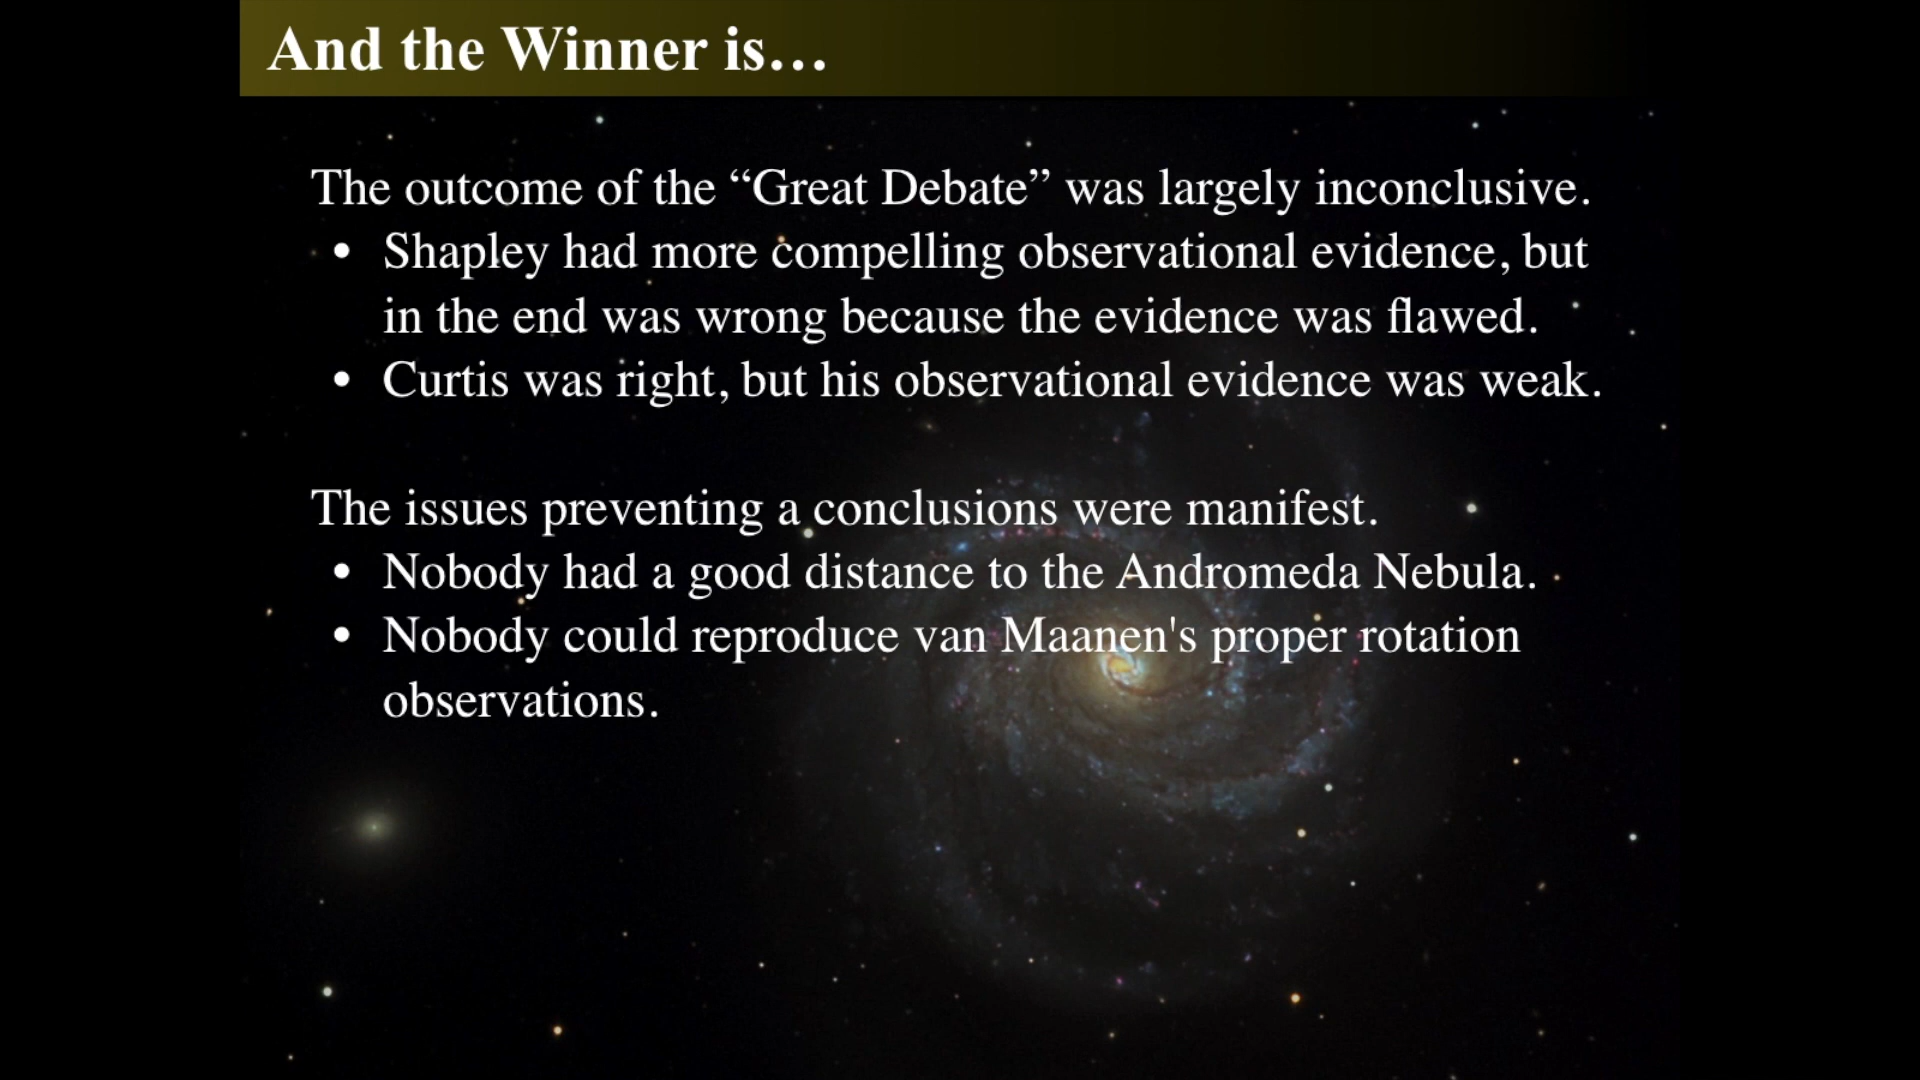 And the Winner is…
The outcome of the “Great Debate” was largely inconclusive.
• Shapley had more compelling observational evidence, but
in the end was wrong because the evidence was flawed.
• Curtis was right, but his observational evidence was weak.
The issues preventing a conclusions were manifest.
• Nobody had a good distance to the Andromeda Nebula.
• Nobody could reproduce van Maanen's proper rotation
observations.